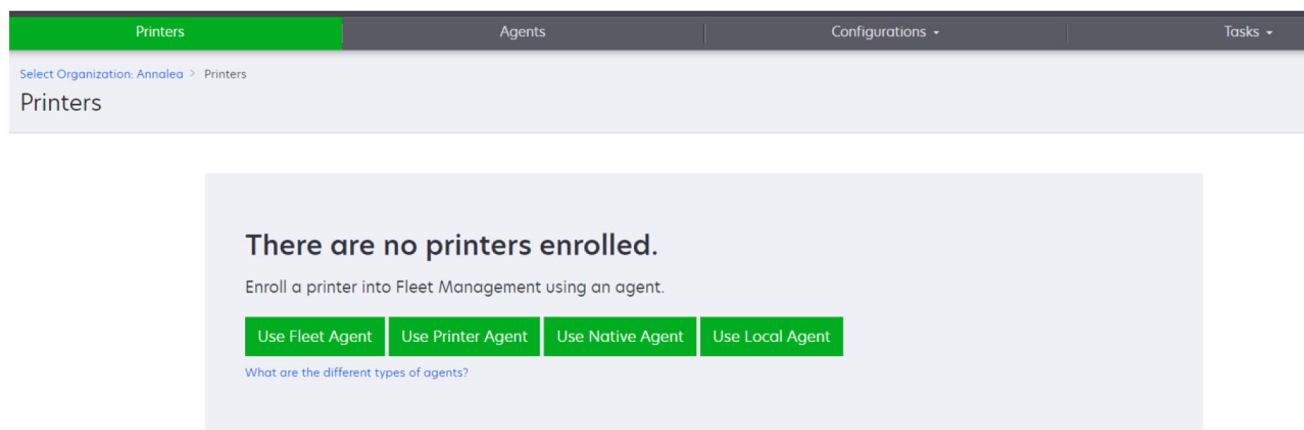 Printers Agents Configurations Tasks
Select Organization: Annalea > Printers
Printers
There are no printers enrolled.
Enroll a printer into Fleet Management using an agent.
Use Fleet Agent Use Printer Agent Use Native Agent Use Local Agent
What are the different types of agents?